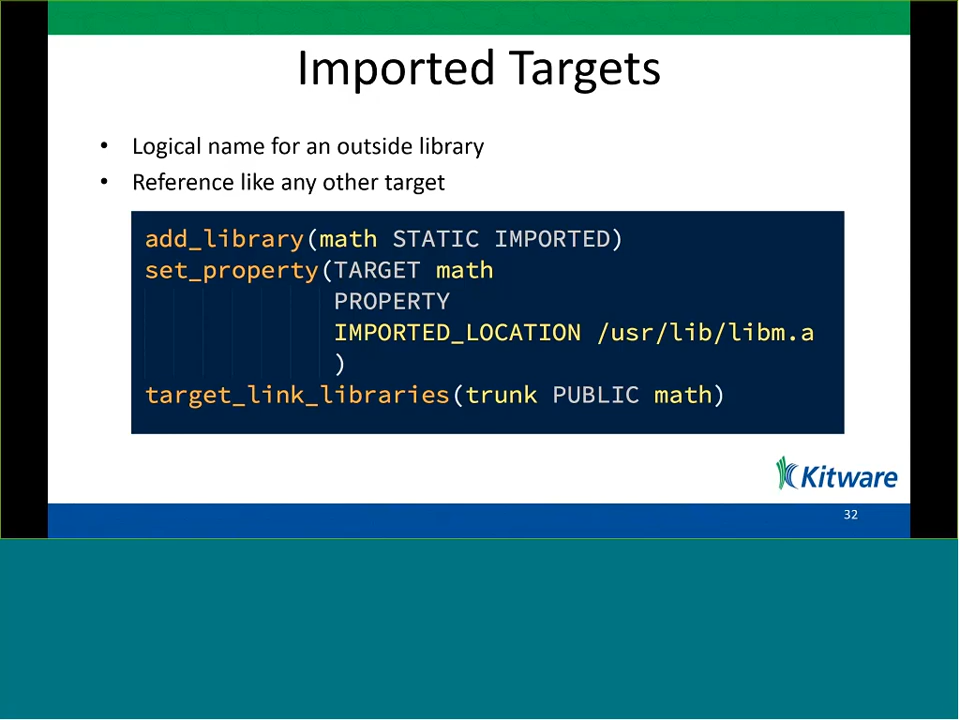 Imported Targets
• Logical name for an outside library
• Reference like any other target
add_library(math STATIC IMPORTED)
set_property(TARGET math
PROPERTY
IMPORTED_LOCATION /usr/lib/libm.a
)
target_link_libraries(trunk PUBLIC math)
Kitware
32